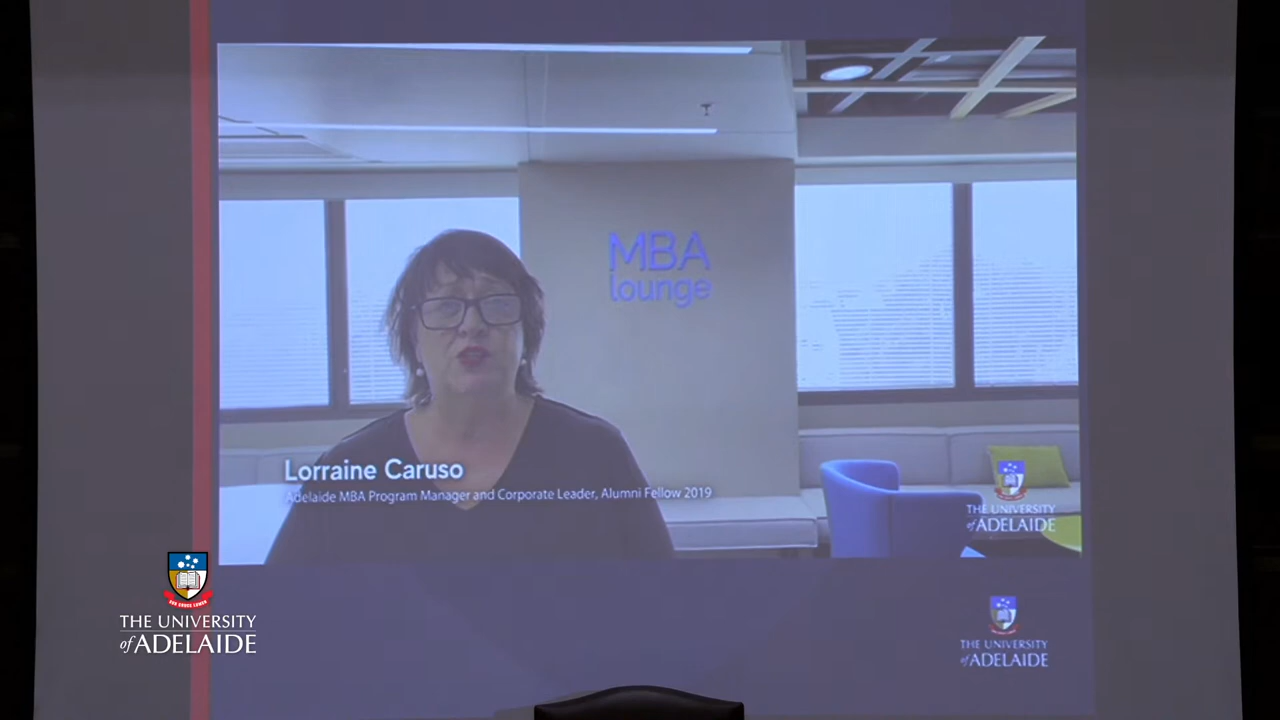 MBA
lounge
Lorraine Caruso
Adelaide MBA Program Manager and Corporate Leader, Alumni Fellow 2019
THE UNIVERSITY
of ADELAIDE
THE UNIVERSITY
of ADELAIDE
THE UNIVERSITY
of ADELAIDE